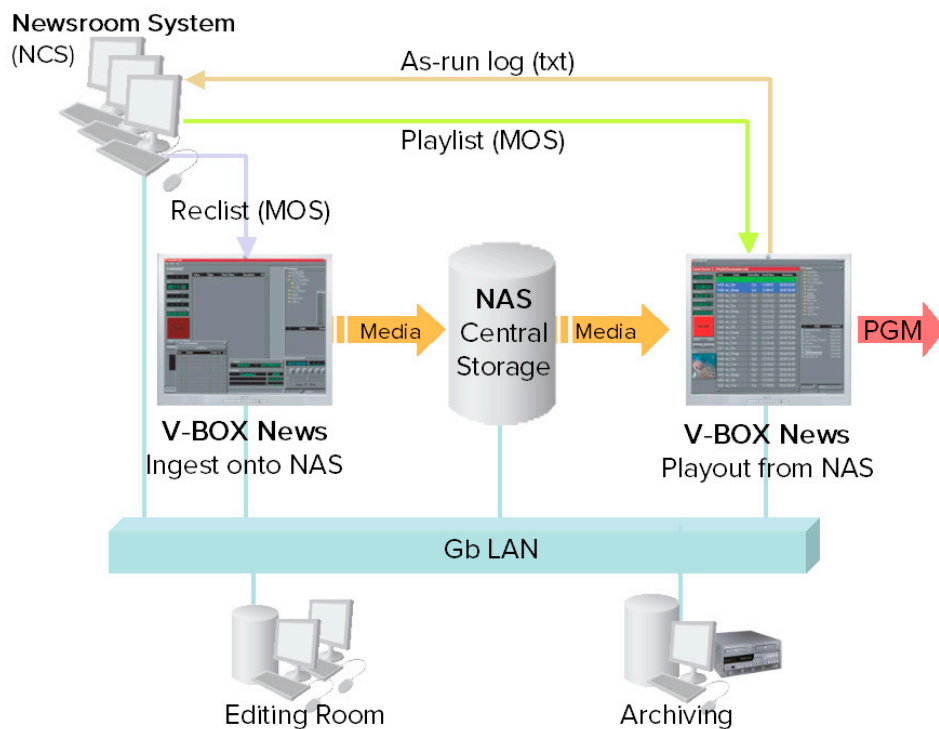 Newsroom System
(NCS)
As-run log (txt)
Playlist (MOS)
Reclist (MOS)
NAS
Central
Storage
Media
Media
PGM
V-BOX News
Ingest onto NAS
V-BOX News
Playout from NAS
Gb LAN
Editing Room
Archiving